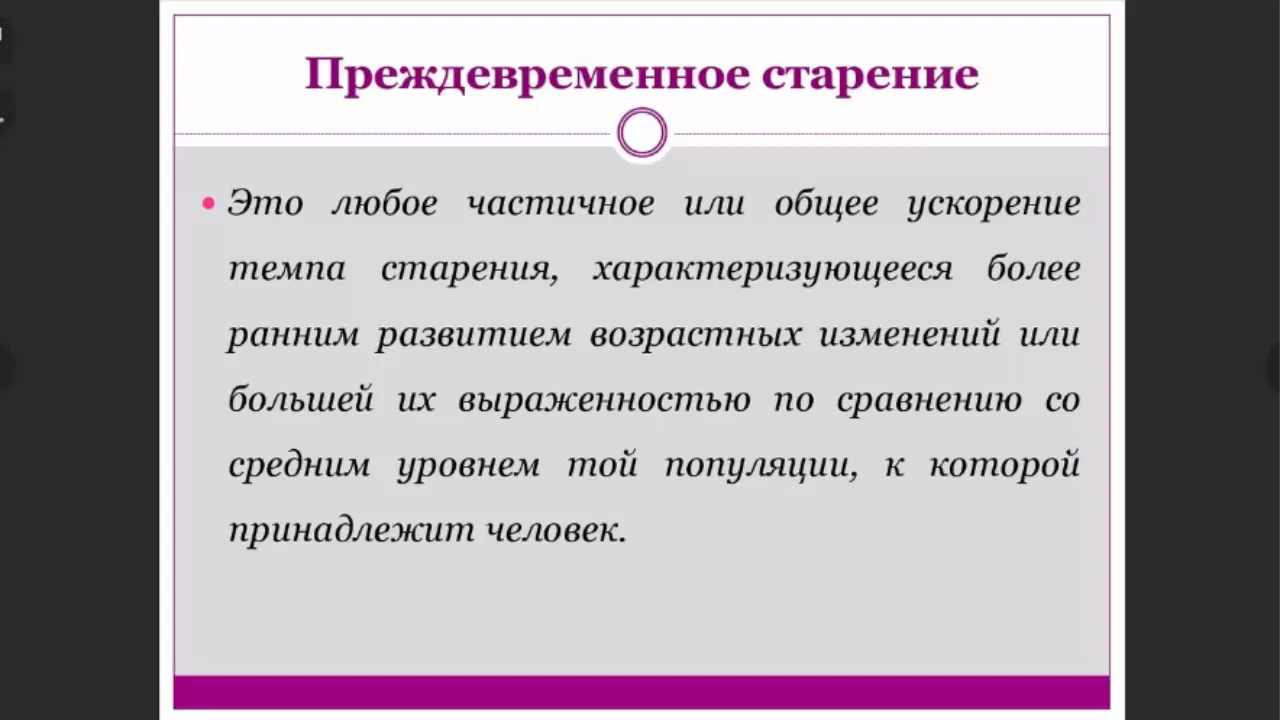 Преждевременное старение
• Это любое частичное или общее ускорение
темпа старения, характеризующееся более
ранним развитием возрастных изменений или
большей их выраженностью по сравнению со
средним уровнем той популяции, к которой
принадлежит человек.